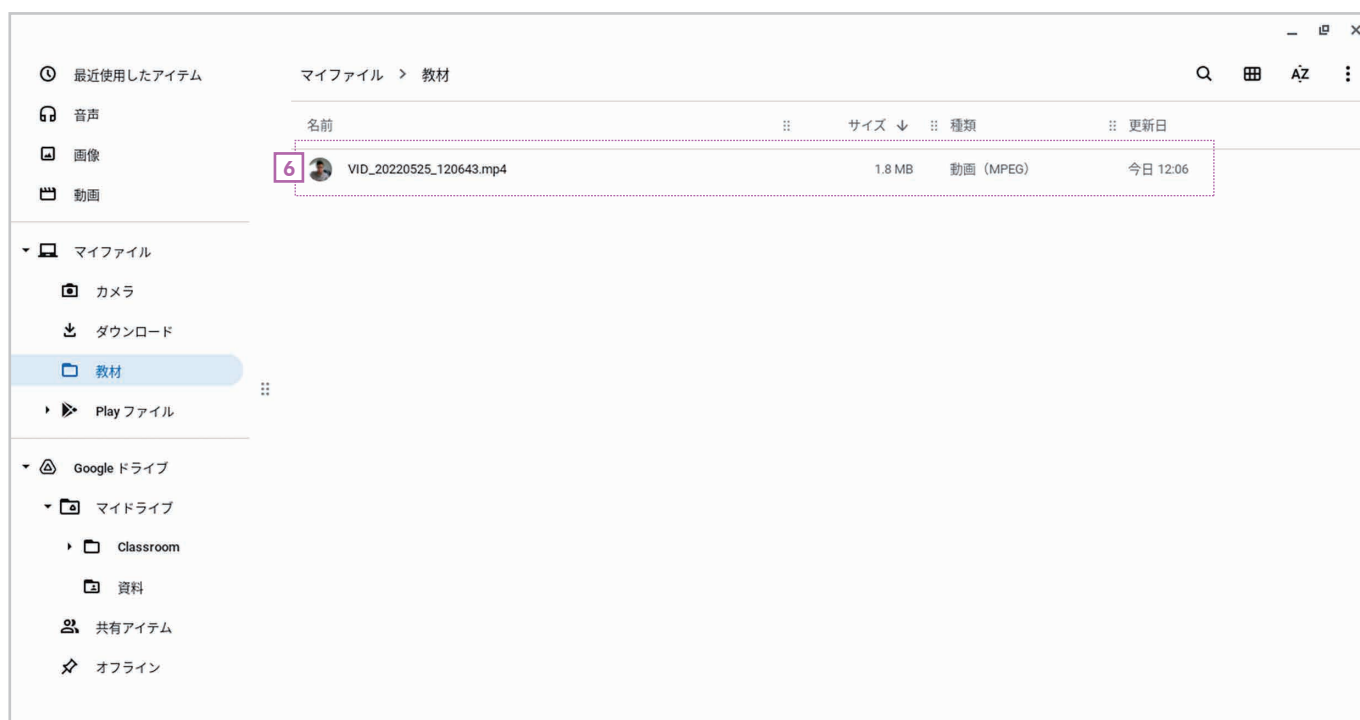 最近使用したアイテム
音声
画像
動画
マイファイル
カメラ
ダウンロード
教材
Play ファイル
Google ドライブ
マイドライブ
Classroom
資料
共有アイテム
オフライン
マイファイル > 教材
AZ
名前 サイズ 種類 更新日
6 VID_20220525_120643.mp4 1.8 MB 動画（MPEG） 今日 12:06